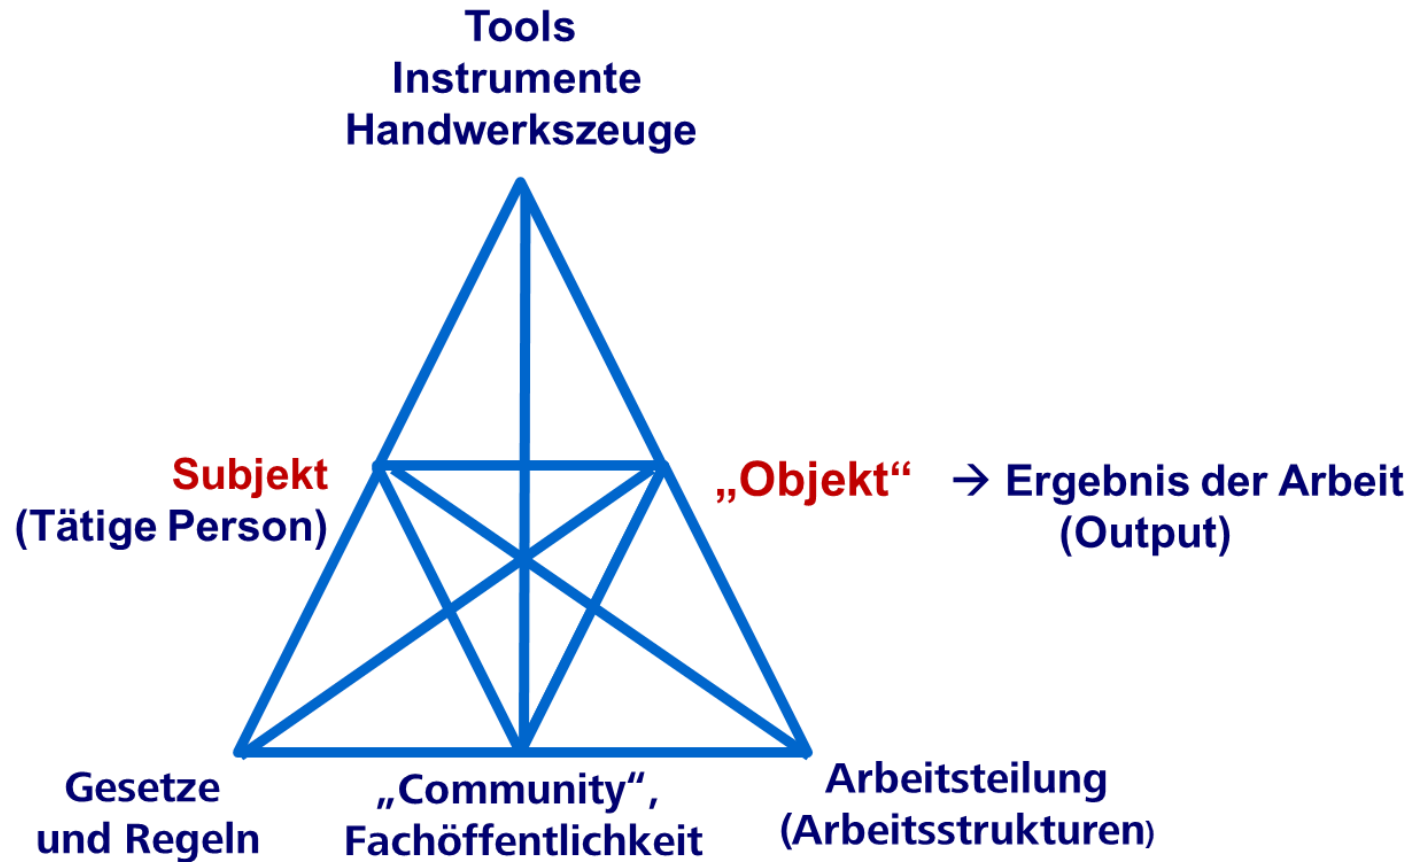 Tools
Instrumente
Handwerkszeuge
Subjekt
(Tätige Person)
„Objekt“ → Ergebnis der Arbeit
(Output)
Gesetze
und Regeln
„Community“,
Fachöffentlichkeit
Arbeitsteilung
(Arbeitsstrukturen)